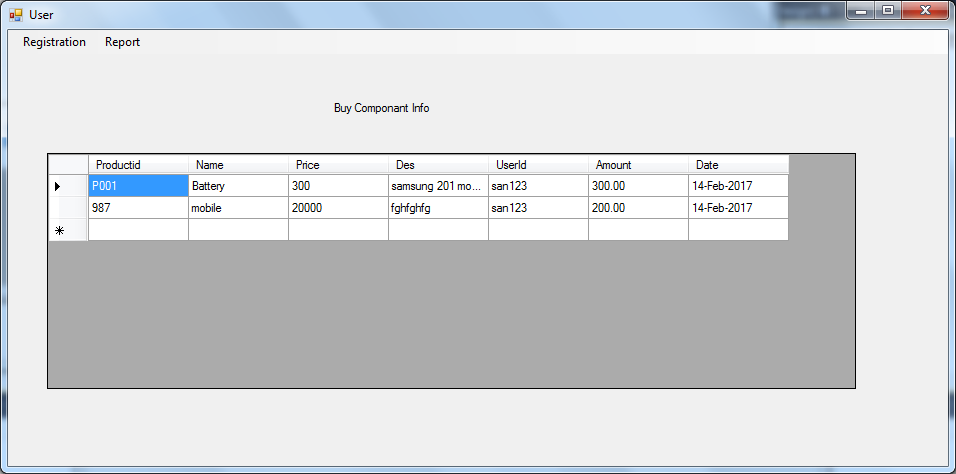 User
Registration Report
Buy Componant Info
Productid Name Price Des UserId Amount Date
P001 Battery 300 samsung 201 mo... san123 300.00 14-Feb-2017
987 mobile 20000 fghfghfg san123 200.00 14-Feb-2017